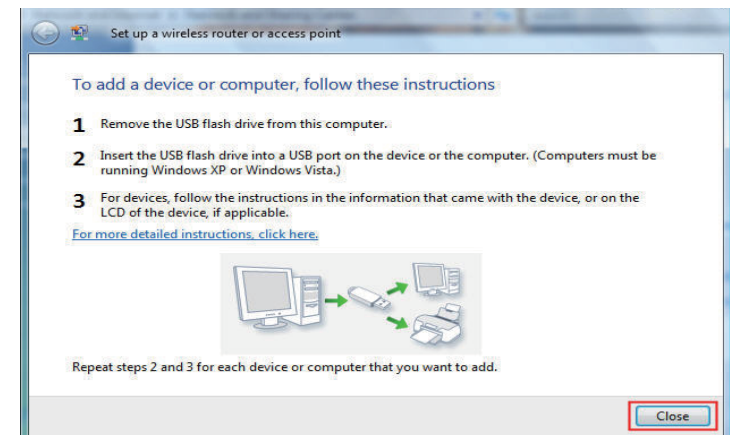 Set up a wireless router or access point
To add a device or computer, follow these instructions
1 Remove the USB flash drive from this computer.
2 Insert the USB flash drive into a USB port on the device or the computer. (Computers must be
running Windows XP or Windows Vista.)
3 For devices, follow the instructions in the information that came with the device, or on the
LCD of the device, if applicable.
For more detailed instructions, click here.
Repeat steps 2 and 3 for each device or computer that you want to add.
Close